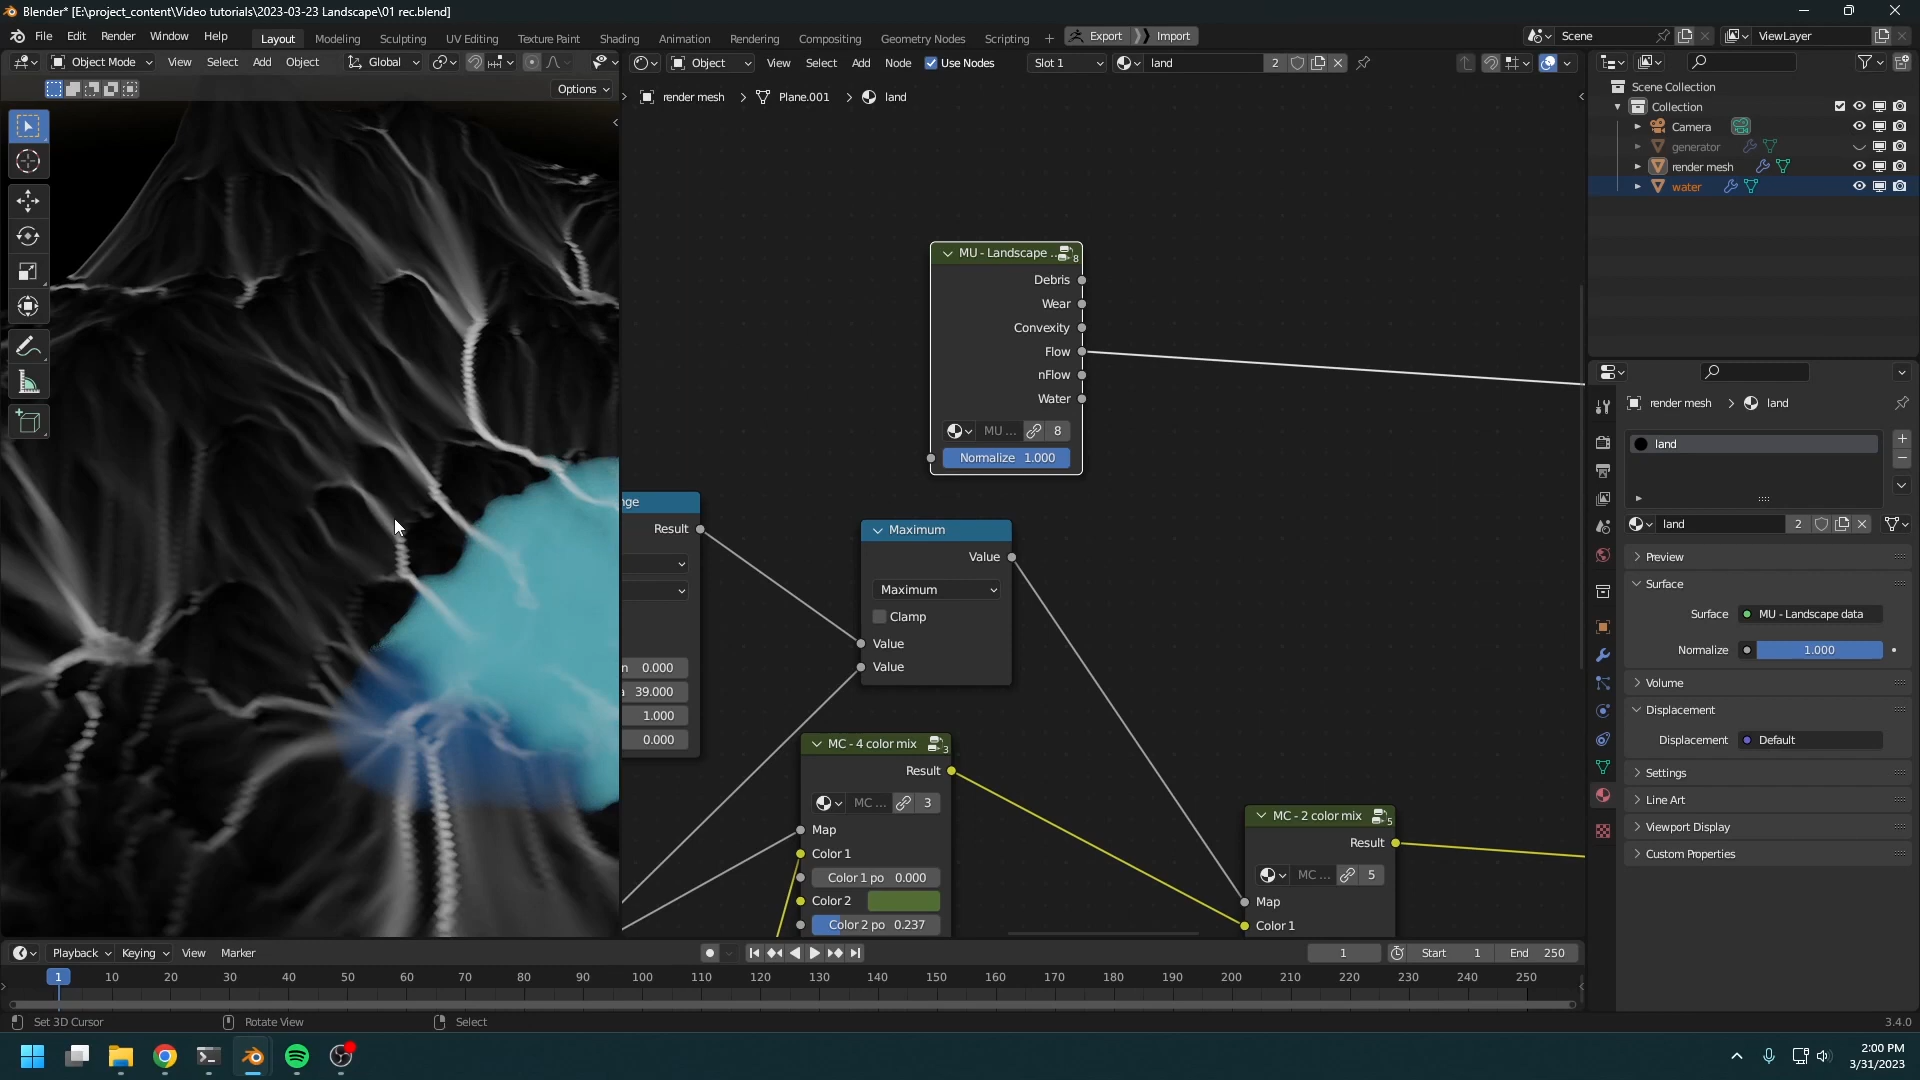 Blender* [E:\project_content\Video tutorials\2023-03-23 Landscape\01 rec.blend]
File Edit Render Window Help Layout Modeling Sculpting UV Editing Texture Paint Shading Animation Rendering Compositing Geometry Nodes Scripting + Export Import Scene ViewLayer
Object Mode View Select Add Object Global Object View Select Add Node Use Nodes Slot 1 land 2
Options
render mesh > Plane.001 > land
Scene Collection
Collection
Camera
generator
render mesh
water
MU - Landscape .. 8
Debris
Wear
Convexity
Flow
nFlow
Water
MU ... 8
Normalize 1.000
nge
Result
n 0.000
a 39.000
1.000
0.000
Maximum
Value
Maximum
Clamp
Value
Value
MC - 4 color mix 3
Result
MC ... 3
Map
Color 1
Color 1 po 0.000
Color 2
Color 2 po 0.237
MC - 2 color mix 5
Result
MC ... 5
Map
Color 1
render mesh > land
land
land 2
Preview
Surface
Surface MU - Landscape data
Normalize 1.000
Volume
Displacement
Displacement Default
Settings
Line Art
Viewport Display
Custom Properties
Playback Keying View Marker 1 Start 1 End 250
1 10 20 30 40 50 60 70 80 90 100 110 120 130 140 150 160 170 180 190 200 210 220 230 240 250
Set 3D Cursor Rotate View Select 3.4.0
2:00 PM
3/31/2023